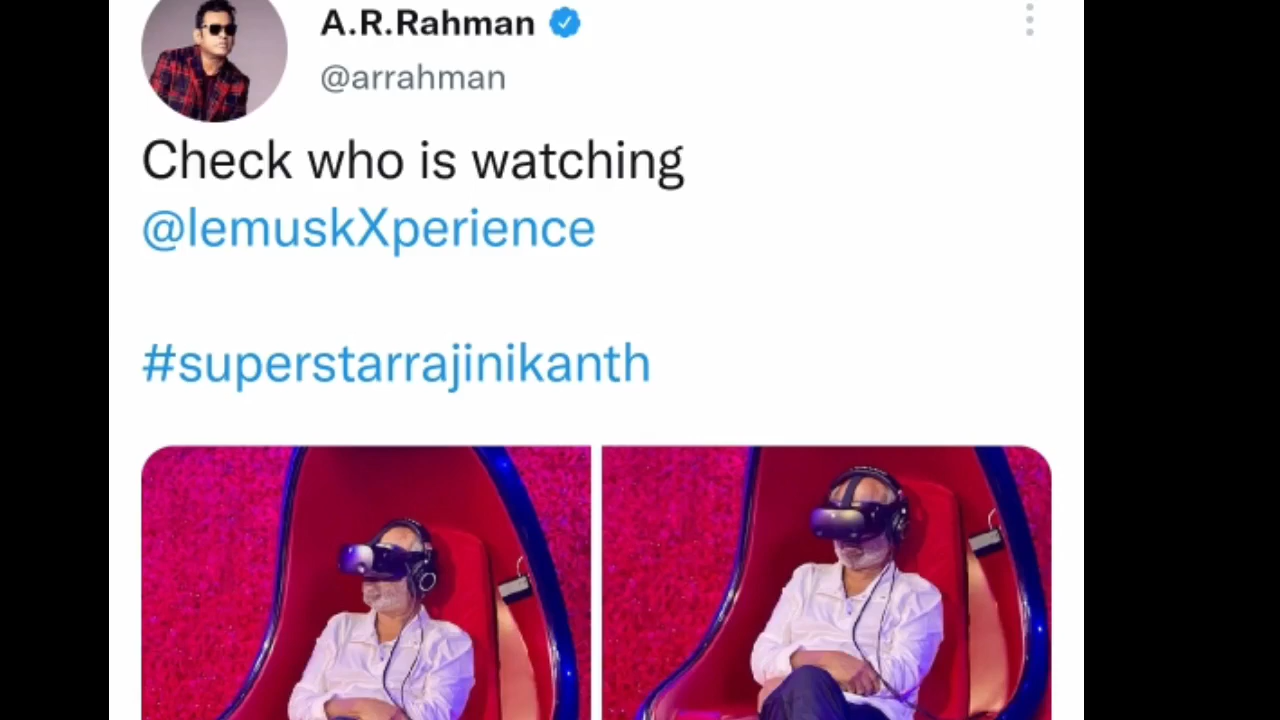 A.R.Rahman
@arrahman
Check who is watching
@lemuskXperience
#superstarrajinikanth